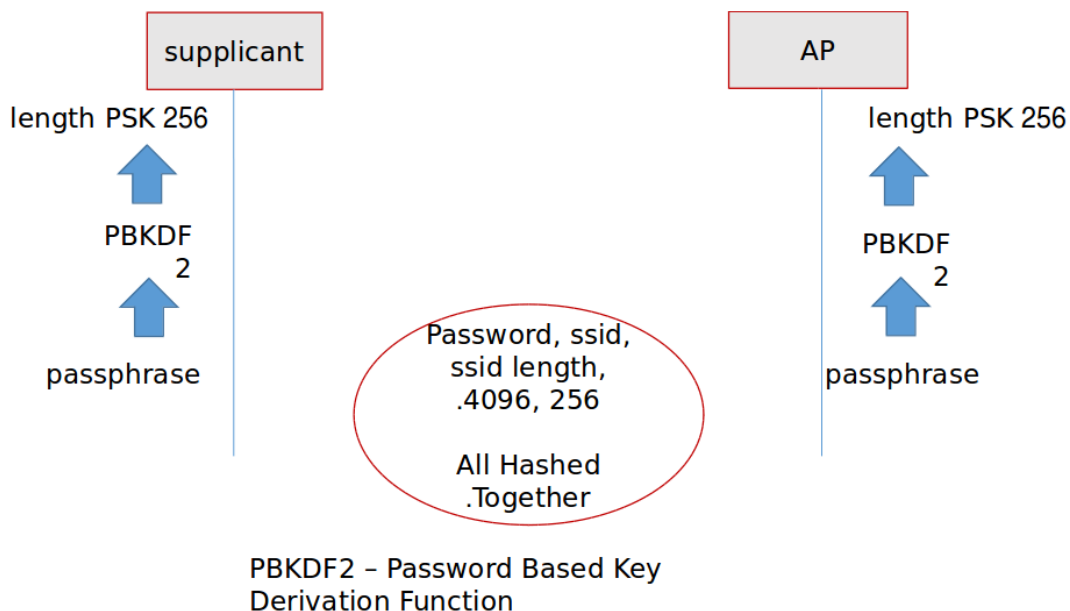 supplicant
AP
length PSK 256
length PSK 256
PBKDF
2
PBKDF
2
passphrase
passphrase
Password, ssid,
ssid length,
.4096, 256
All Hashed
.Together
PBKDF2 – Password Based Key
Derivation Function